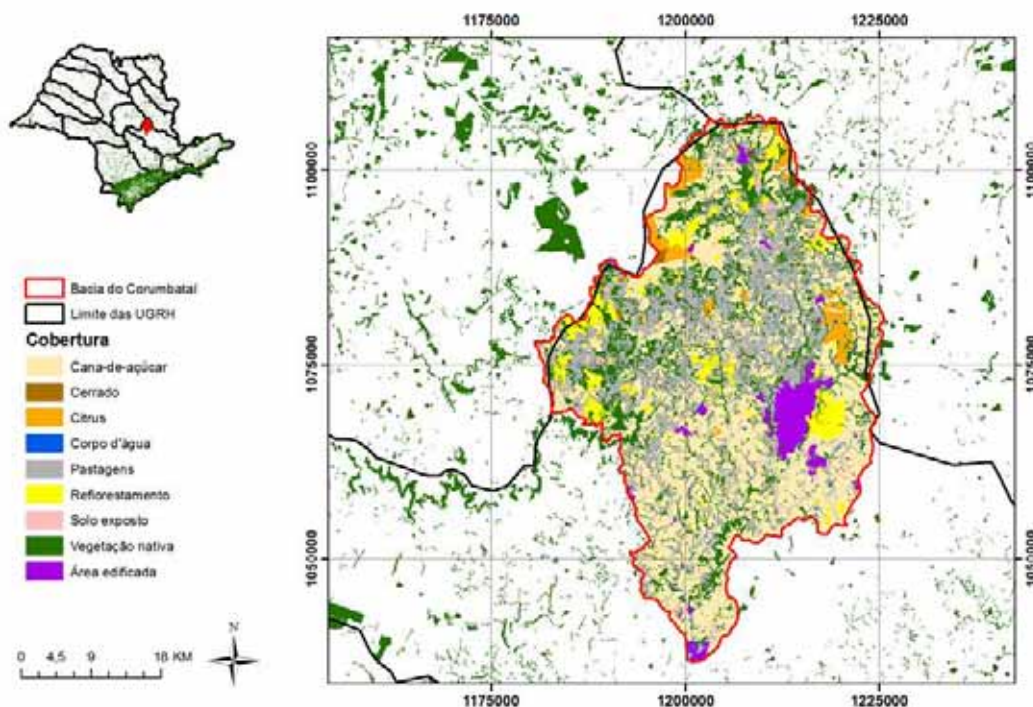 1175000
1200000
1225000
1100000
1075000
1050000
1100000
1075000
1050000
1175000
1200000
1225000
Bacia do Corumbataí
Limite das UGRH
Cobertura
Cana-de-açúcar
Cerrado
Citrus
Corpo d'água
Pastagens
Reflorestamento
Solo exposto
Vegetação nativa
Área edificada
N
0 4,5 9 18 KM